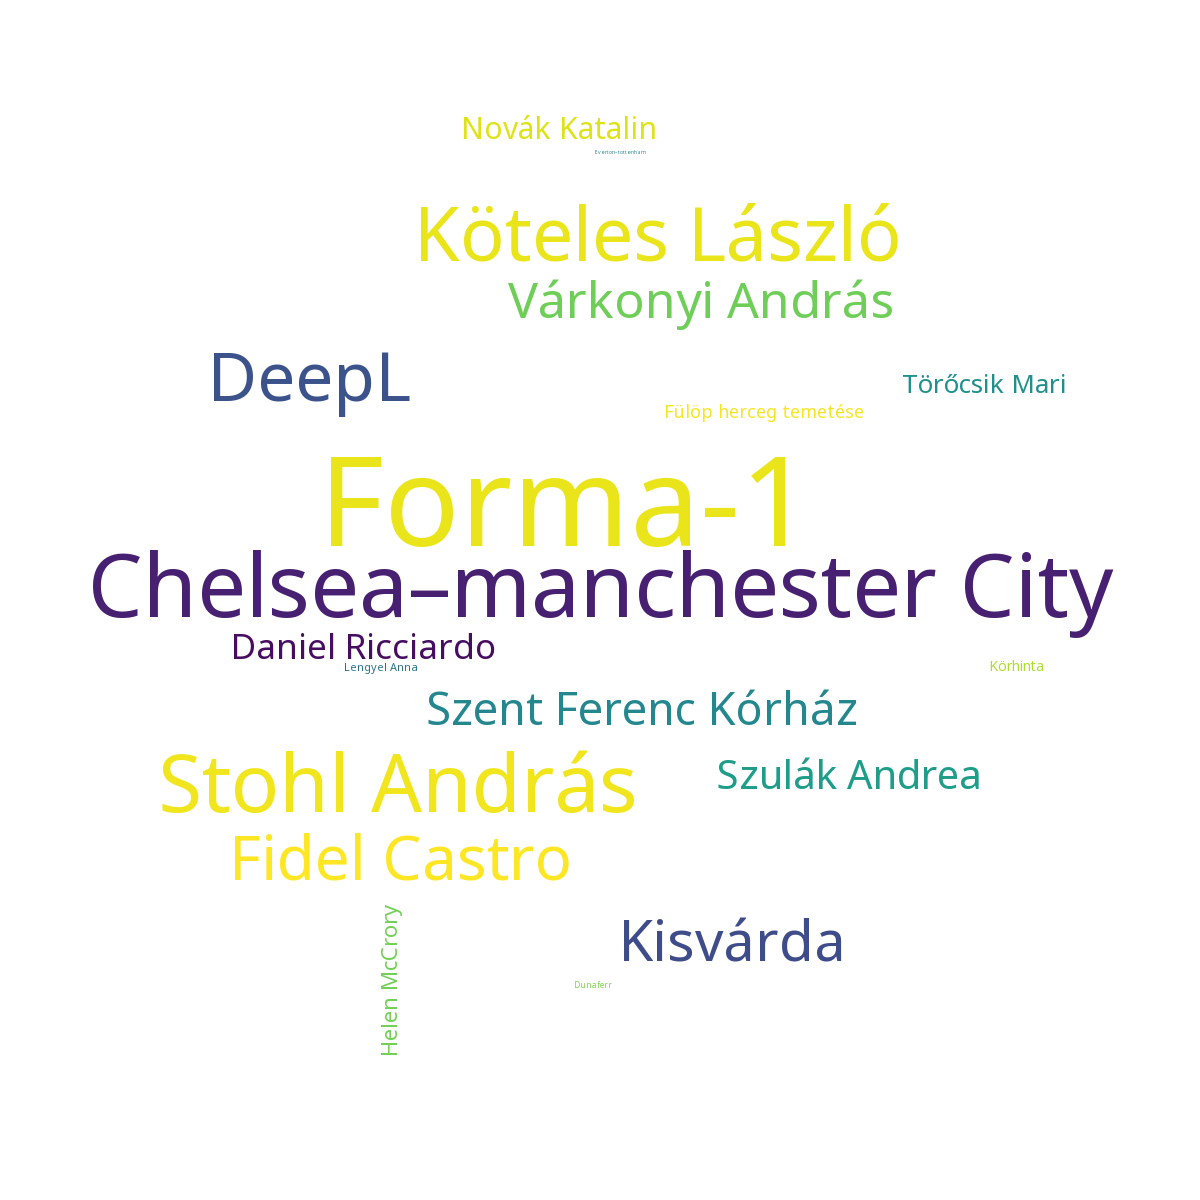 Novák Katalin
Everton-tottenham
Köteles László
Várkonyi András
DeepL
Törőcsik Mari
Fülöp herceg temetése
Forma-1
Chelsea–manchester City
Daniel Ricciardo
Lengyel Anna
Körhinta
Szent Ferenc Kórház
Stohl András
Szulák Andrea
Fidel Castro
Helen McCrory
Kisvárda
Dunaferr